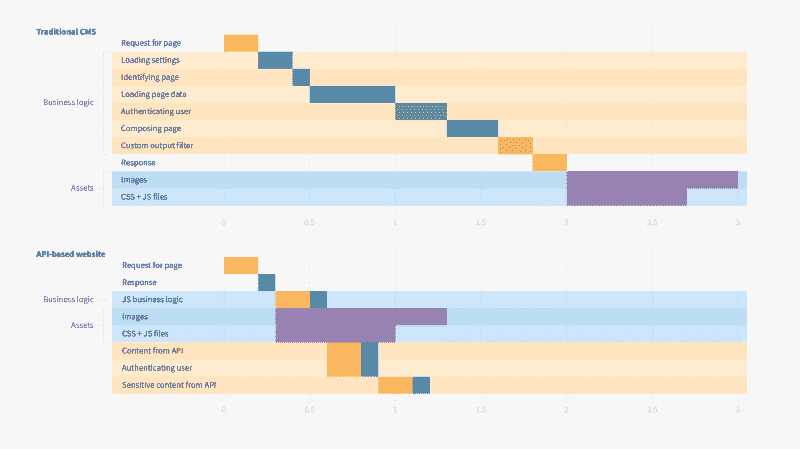 Traditional CMS
Request for page
Loading settings
Identifying page
Loading page data
Business logic
Authenticating user
Composing page
Custom output filter
Response
Images
Assets
CSS + JS files
0 0.5 1 1.5 2 2.5 3
API-based website
Request for page
Response
Business logic
JS business logic
Images
Assets
CSS + JS files
Content from API
Authenticating user
Sensitive content from API
0 0.5 1 1.5 2 2.5 3